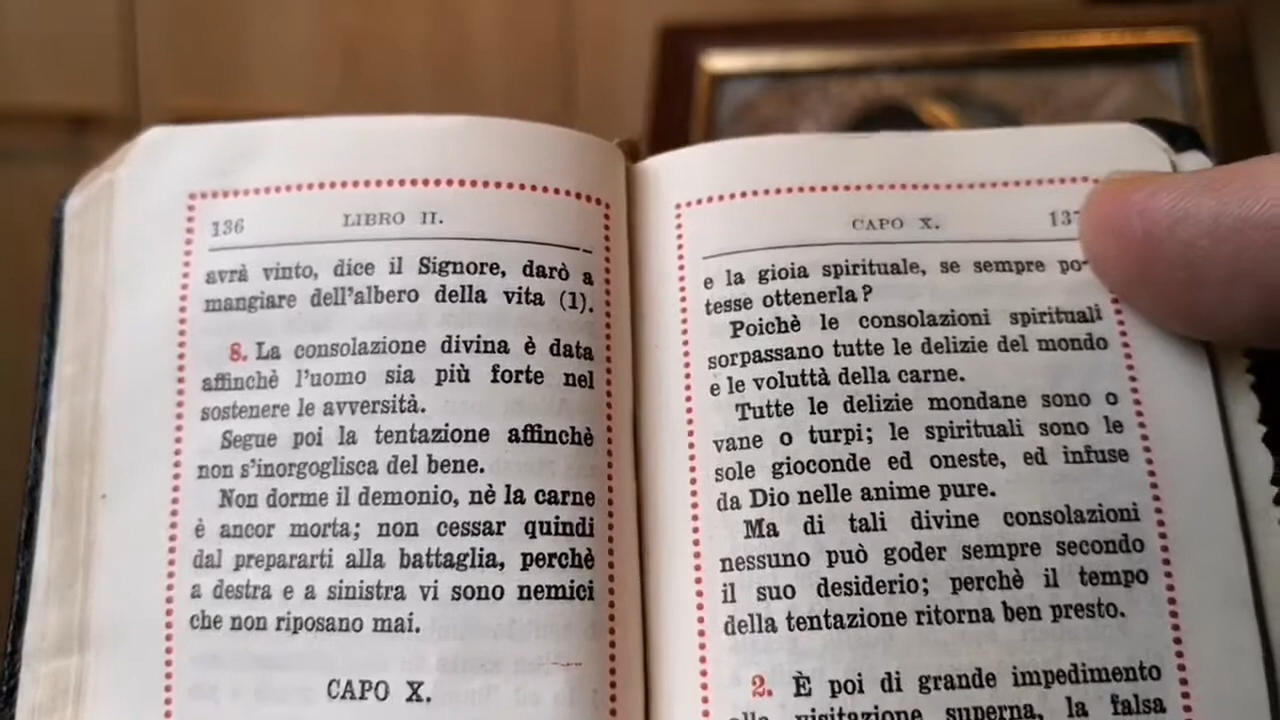 136 LIBRO II.
avrà vinto, dice il Signore, darò a
mangiare dell'albero della vita (1).
8. La consolazione divina è data
affinchè l'uomo sia più forte nel
sostenere le avversità.
Segue poi la tentazione affinchè
non s'inorgoglisca del bene.
Non dorme il demonio, nè la carne
è ancor morta; non cessar quindi
dal prepararti alla battaglia, perchè
a destra e a sinistra vi sono nemici
che non riposano mai.
CAPO X.
CAPO X. 137
e la gioia spirituale, se sempre po-
tesse ottenerla?
Poichè le consolazioni spirituali
sorpassano tutte le delizie del mondo
e le voluttà della carne.
Tutte le delizie mondane sono o
vane o turpi; le spirituali sono le
sole gioconde ed oneste, ed infuse
da Dio nelle anime pure.
Ma di tali divine consolazioni
nessuno può goder sempre secondo
il suo desiderio; perchè il tempo
della tentazione ritorna ben presto.
2. È poi di grande impedimento
alla visitazione superna, la falsa